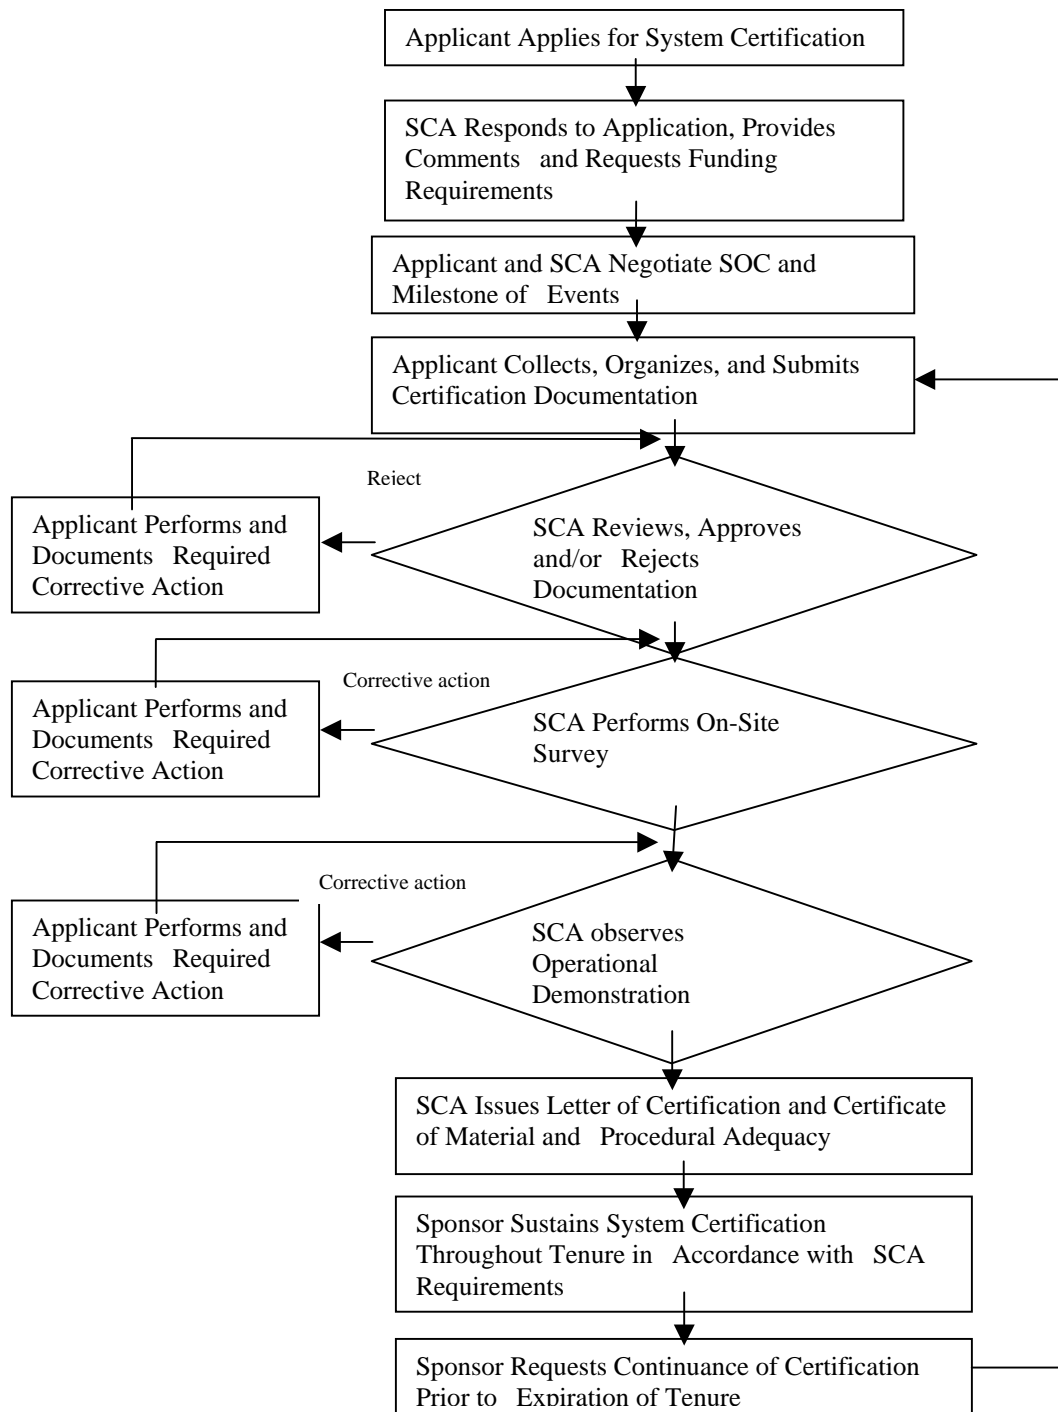 Applicant Applies for System Certification
SCA Responds to Application, Provides
Comments and Requests Funding
Requirements
Applicant and SCA Negotiate SOC and
Milestone of Events
Applicant Collects, Organizes, and Submits
Certification Documentation
Reject
SCA Reviews, Approves
and/or Rejects
Documentation
Applicant Performs and
Documents Required
Corrective Action
Corrective action
SCA Performs On-Site
Survey
Applicant Performs and
Documents Required
Corrective Action
Corrective action
SCA observes
Operational
Demonstration
Applicant Performs and
Documents Required
Corrective Action
SCA Issues Letter of Certification and Certificate
of Material and Procedural Adequacy
Sponsor Sustains System Certification
Throughout Tenure in Accordance with SCA
Requirements
Sponsor Requests Continuance of Certification
Prior to Expiration of Tenure